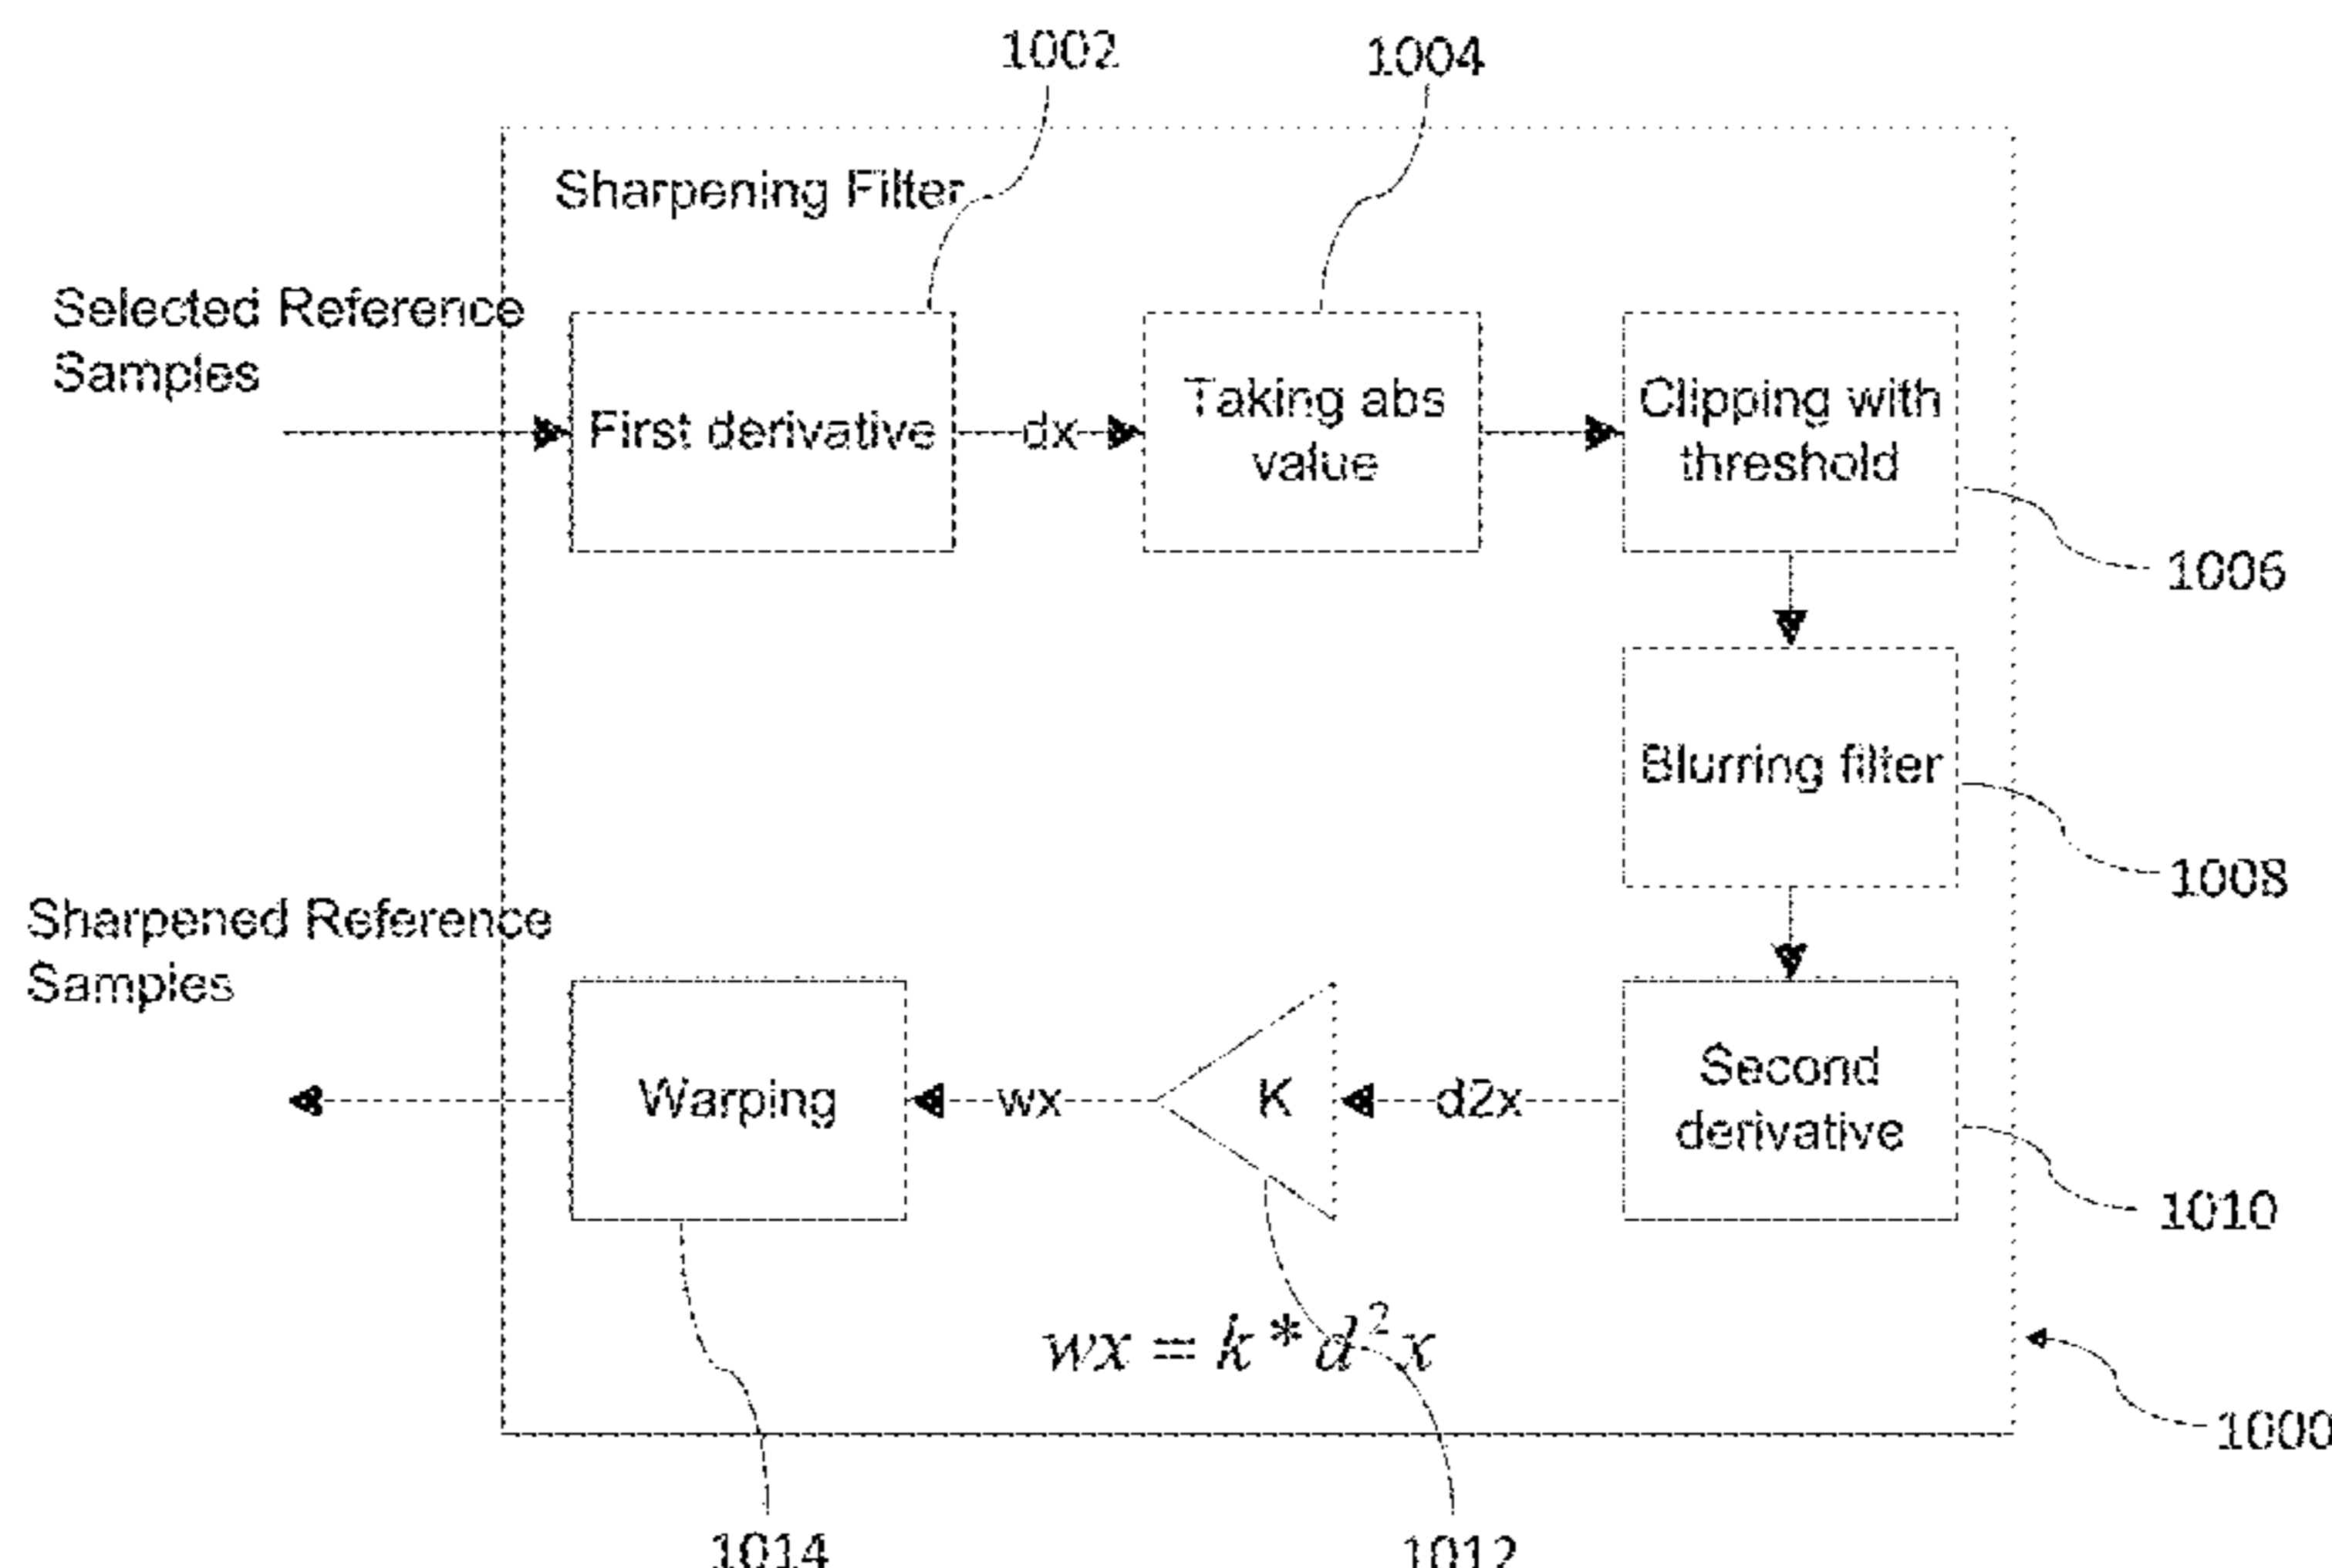 1002
1004
Sharpening Filter
Selected Reference
Samples
First derivative
dx
Taking abs
value
Clipping with
threshold
1006
Blurring filter
1008
Sharpened Reference
Samples
Warping
wx
K
d2x
Second
derivative
1010
wx = k * d²x
1000
1014
1012